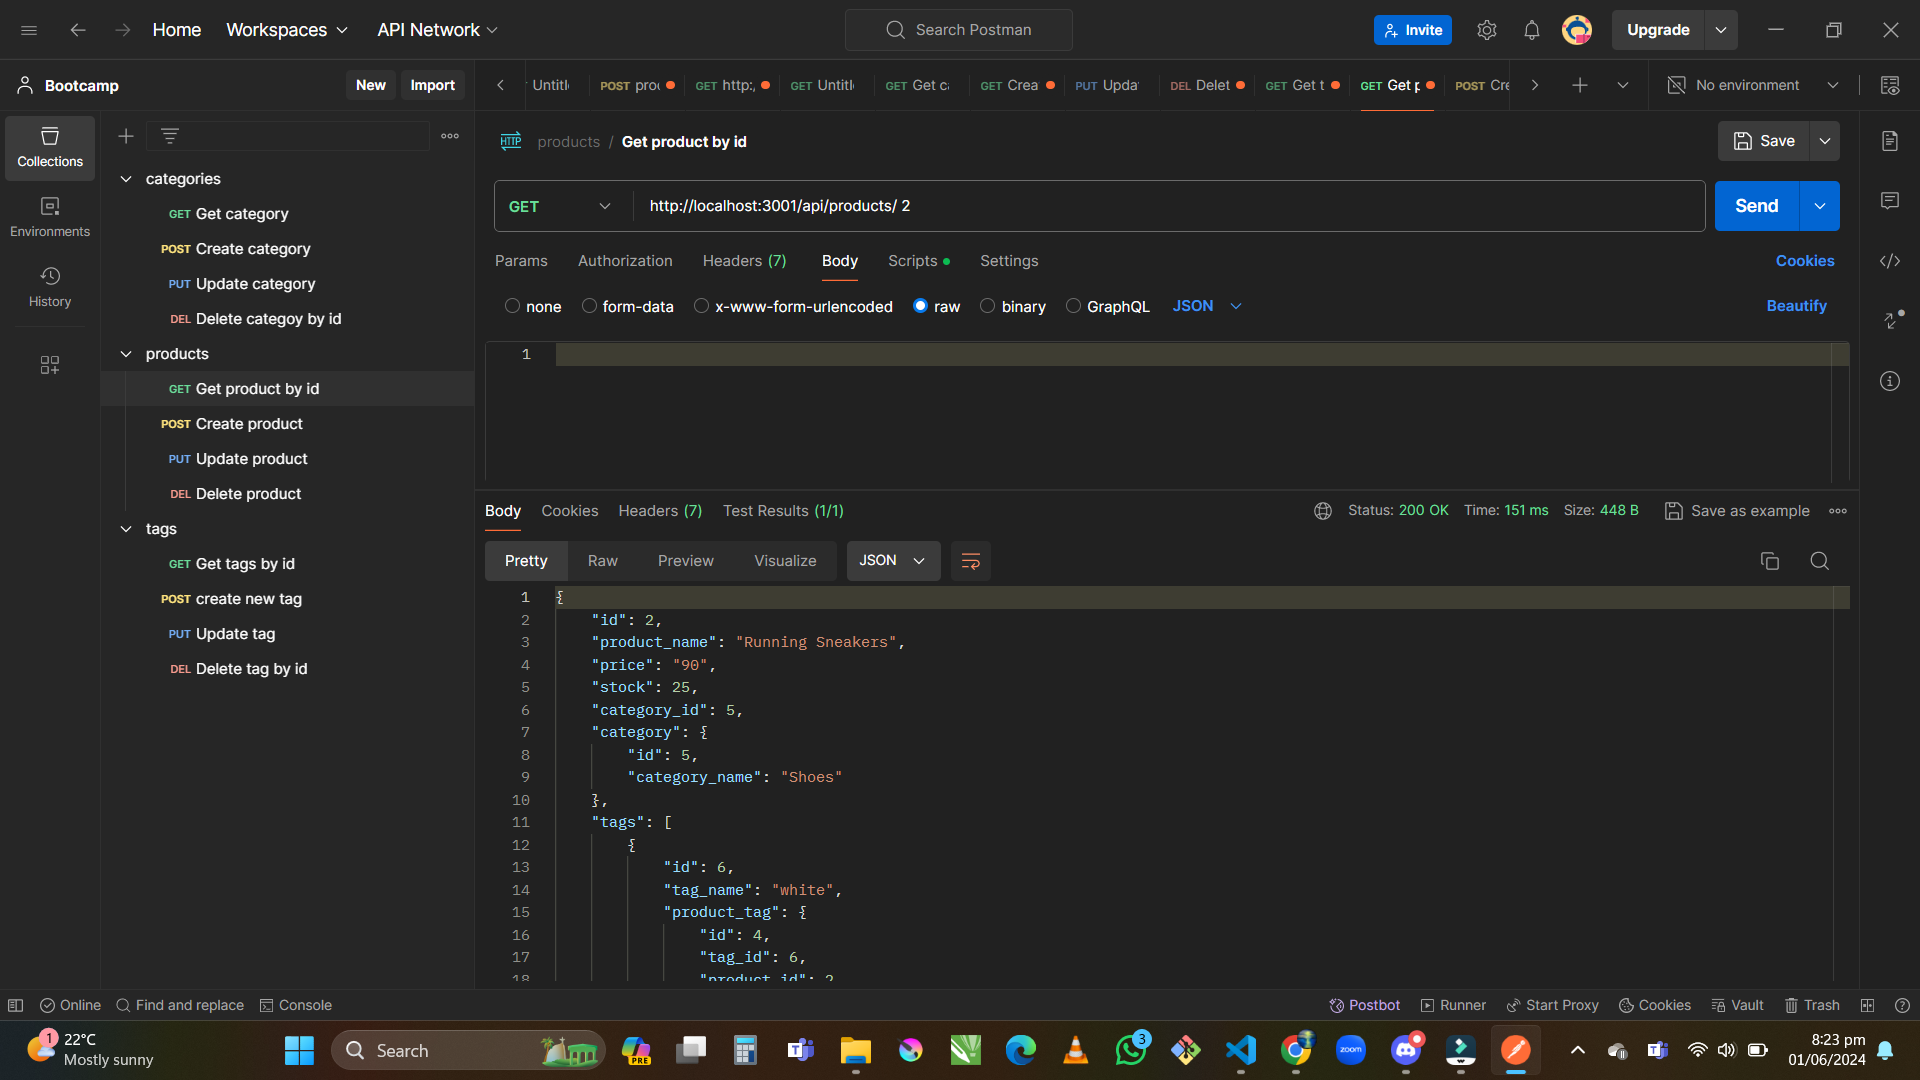 Home Workspaces API Network Search Postman Invite Upgrade
Bootcamp New Import
Untitl POST pro GET http: GET Untitl GET Get c GET Crea PUT Upda DEL Delet GET Get t GET Get p POST Cre No environment
Collections
Environments
History
categories
GET Get category
POST Create category
PUT Update category
DEL Delete categoy by id
products
GET Get product by id
POST Create product
PUT Update product
DEL Delete product
tags
GET Get tags by id
POST create new tag
PUT Update tag
DEL Delete tag by id
HTTP products / Get product by id Save
GET http://localhost:3001/api/products/ 2 Send
Params Authorization Headers (7) Body Scripts Settings Cookies
none form-data x-www-form-urlencoded raw binary GraphQL JSON Beautify
1
Body Cookies Headers (7) Test Results (1/1) Status: 200 OK Time: 151 ms Size: 448 B Save as example
Pretty Raw Preview Visualize JSON
1 {
2 "id": 2,
3 "product_name": "Running Sneakers",
4 "price": "90",
5 "stock": 25,
6 "category_id": 5,
7 "category": {
8 "id": 5,
9 "category_name": "Shoes"
10 },
11 "tags": [
12 {
13 "id": 6,
14 "tag_name": "white",
15 "product_tag": {
16 "id": 4,
17 "tag_id": 6,
18 "product_id": 2
Online Find and replace Console Postbot Runner Start Proxy Cookies Vault Trash
1 22°C
Mostly sunny
Search PRE 3 zoom
8:23 pm
01/06/2024